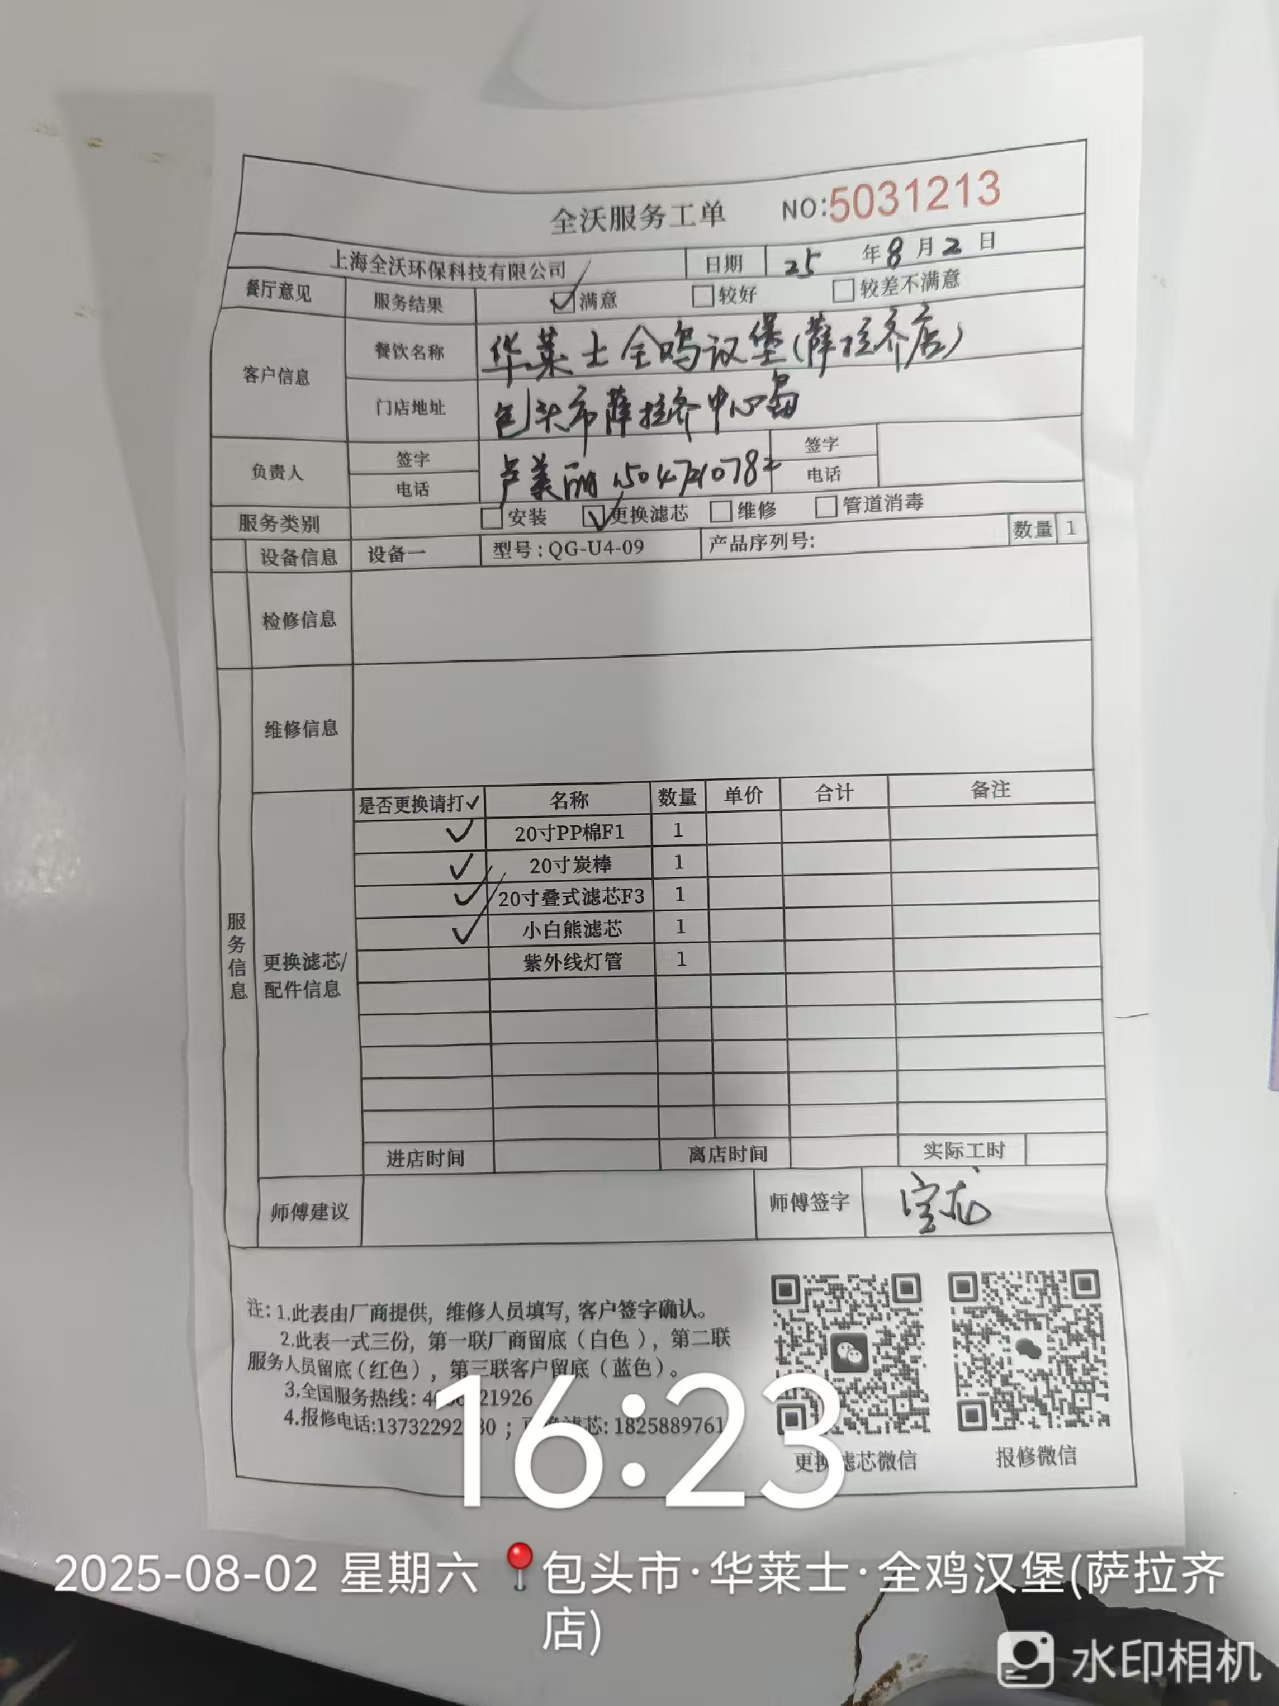 全沃服务工单 NO:5031213
上海全沃环保科技有限公司 日期 25 年 8 月 2 日
餐厅意见 服务结果 ☑满意 □较好 □较差不满意
客户信息 餐饮名称 华莱士全鸡汉堡(萨拉齐店)
门店地址 包头市萨拉齐中心岛
负责人 签字 电话 卢美丽 签字 电话
服务类别 □安装 ☑更换滤芯 □维修 □管道消毒
设备信息 设备一 型号:QG-U4-09 产品序列号: 数量 1
检修信息
维修信息
服务信息
更换滤芯/配件信息
是否更换请打✓ 名称 数量 单价 合计 备注
✓ 20寸PP棉F1 1
✓ 20寸炭棒 1
✓ 20寸叠式滤芯F3 1
✓ 小白熊滤芯 1
紫外线灯管 1
进店时间 离店时间 实际工时
师傅建议 师傅签字 宝龙
注:1.此表由厂商提供,维修人员填写,客户签字确认。
2.此表一式三份,第一联厂商留底(白色),第二联
服务人员留底(红色),第三联客户留底(蓝色)。
3.全国服务热线:
4.报修电话:
更换滤芯微信 报修微信
16:23
2025-08-02 星期六 包头市·华莱士·全鸡汉堡(萨拉齐
店)
水印相机